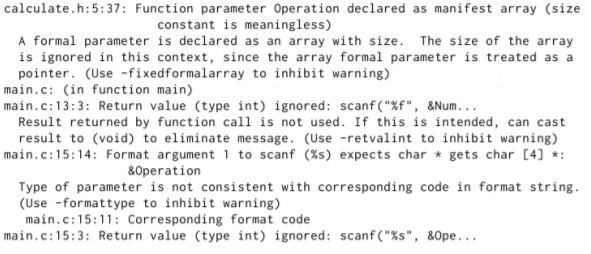 calculate.h:5:37: Function parameter Operation declared as manifest array (size
constant is meaningless)
A formal parameter is declared as an array with size. The size of the array
is ignored in this context, since the array formal parameter is treated as a
pointer. (Use -fixedformalarray to inhibit warning)
main.c: (in function main)
main.c:13:3: Return value (type int) ignored: scanf("%f", &Num...
Result returned by function call is not used. If this is intended, can cast
result to (void) to eliminate message. (Use -retvalint to inhibit warning)
main.c:15:14: Format argument 1 to scanf (%s) expects char * gets char [4] *:
&Operation
Type of parameter is not consistent with corresponding code in format string.
(Use -formattype to inhibit warning)
main.c:15:11: Corresponding format code
main.c:15:3: Return value (type int) ignored: scanf("%s", &Ope...